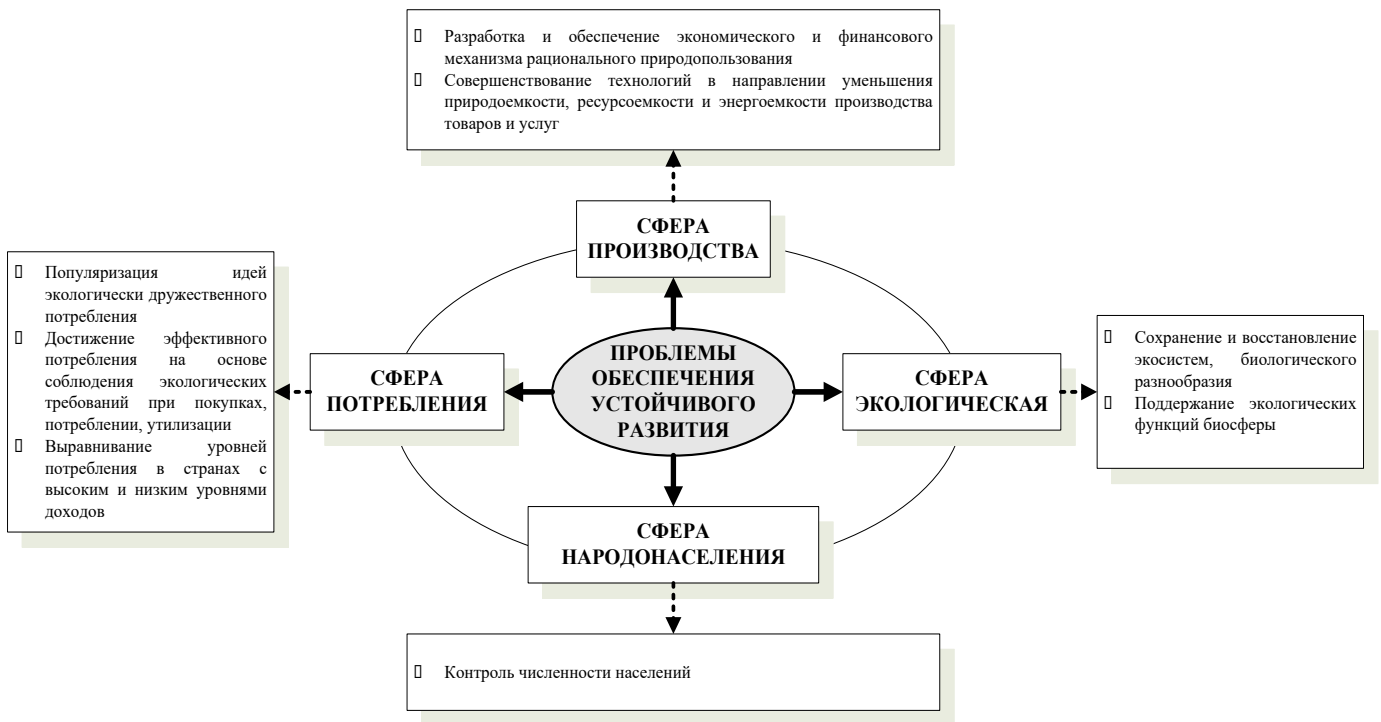 Разработка и обеспечение экономического и финансового
механизма рационального природопользования
Совершенствование технологий в направлении уменьшения
природоемкости, ресурсоемкости и энергоемкости производства
товаров и услуг
СФЕРА
ПРОИЗВОДСТВА
Популяризация идей
экологически дружественного
потребления
Достижение эффективного
потребления на основе
соблюдения экологических
требований при покупках,
потреблении, утилизации
Выравнивание уровней
потребления в странах с
высоким и низким уровнями
доходов
СФЕРА
ПОТРЕБЛЕНИЯ
ПРОБЛЕМЫ
ОБЕСПЕЧЕНИЯ
УСТОЙЧИВОГО
РАЗВИТИЯ
СФЕРА
ЭКОЛОГИЧЕСКАЯ
Сохранение и восстановление
экосистем, биологического
разнообразия
Поддержание экологических
функций биосферы
СФЕРА
НАРОДОНАСЕЛЕНИЯ
Контроль численности населений